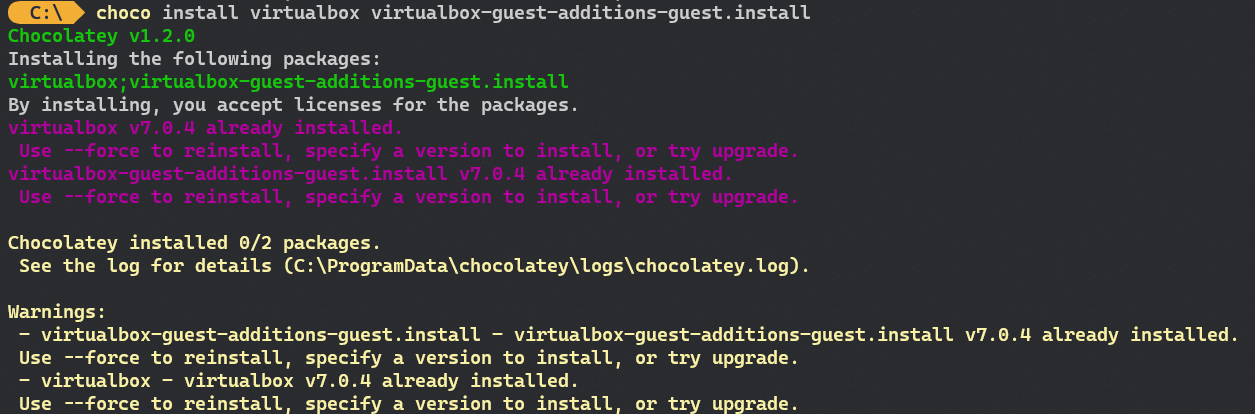 C:\ choco install virtualbox virtualbox-guest-additions-guest.install
Chocolatey v1.2.0
Installing the following packages:
virtualbox;virtualbox-guest-additions-guest.install
By installing, you accept licenses for the packages.
virtualbox v7.0.4 already installed.
Use --force to reinstall, specify a version to install, or try upgrade.
virtualbox-guest-additions-guest.install v7.0.4 already installed.
Use --force to reinstall, specify a version to install, or try upgrade.
Chocolatey installed 0/2 packages.
See the log for details (C:\ProgramData\chocolatey\logs\chocolatey.log).
Warnings:
- virtualbox-guest-additions-guest.install - virtualbox-guest-additions-guest.install v7.0.4 already installed.
Use --force to reinstall, specify a version to install, or try upgrade.
- virtualbox - virtualbox v7.0.4 already installed.
Use --force to reinstall, specify a version to install, or try upgrade.